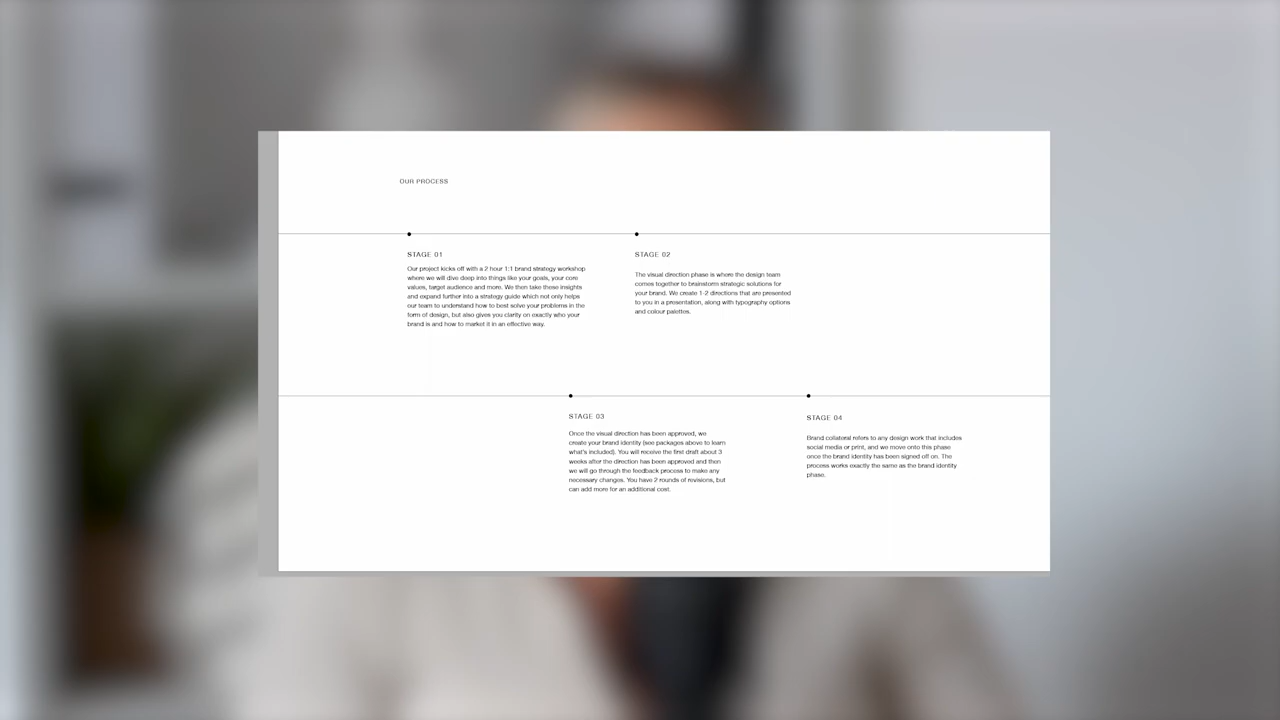 OUR PROCESS
STAGE 01
Our project kicks off with a 2 hour 1:1 brand strategy workshop
where we will dive deep into things like your goals, your core
values, target audience and more. We then take these insights
and expand further into a strategy guide which not only helps
our team to understand how to best solve your problems in the
form of design, but also gives you clarity on exactly who your
brand is and how to market it in an effective way.
STAGE 02
The visual direction phase is where the design team
comes together to brainstorm strategic solutions for
your brand. We create 1-2 directions that are presented
to you in a presentation, along with typography options
and colour palettes.
STAGE 03
Once the visual direction has been approved, we
create your brand identity (see packages above to learn
what's included). You will receive the first draft about 3
weeks after the direction has been approved and then
we will go through the feedback process to make any
necessary changes. You have 2 rounds of revisions, but
can add more for an additional cost.
STAGE 04
Brand collateral refers to any design work that includes
social media or print, and we move onto this phase
once the brand identity has been signed off on. The
process works exactly the same as the brand identity
phase.